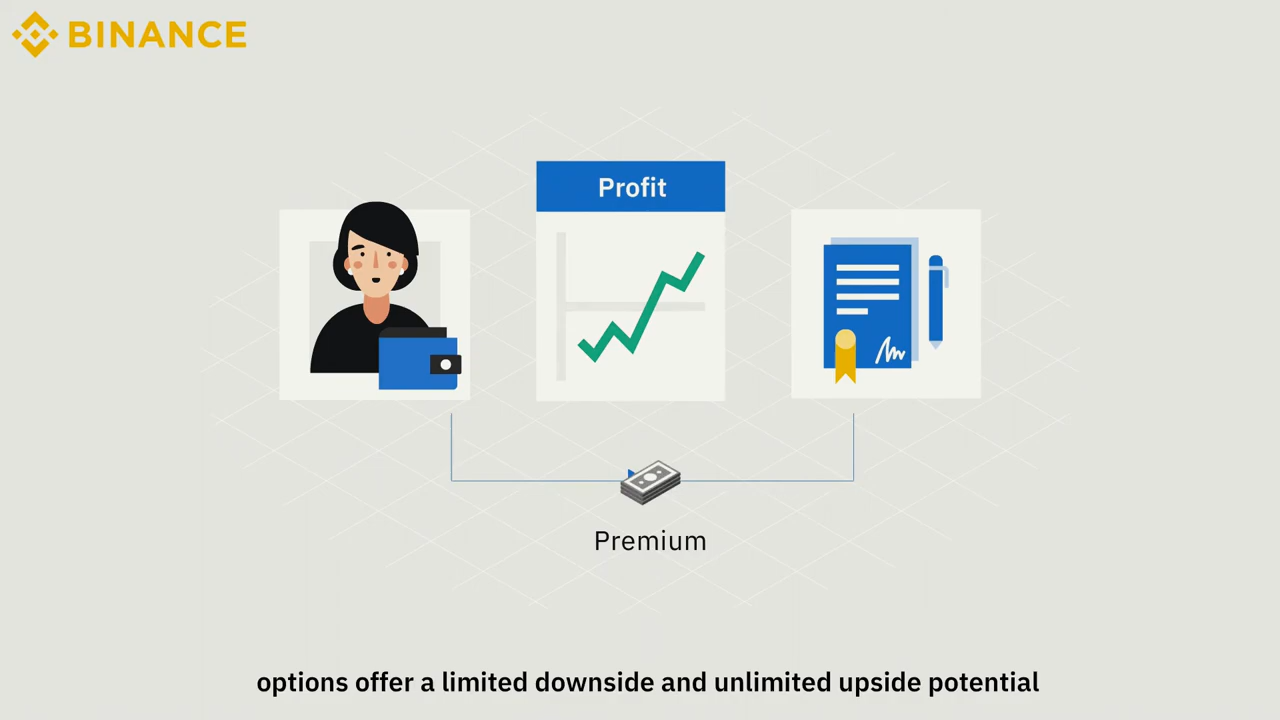 BINANCE
Profit
Premium
options offer a limited downside and unlimited upside potential